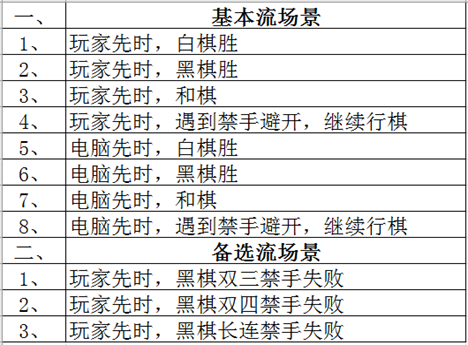 一、 基本流场景
1、 玩家先时，白棋胜
2、 玩家先时，黑棋胜
3、 玩家先时，和棋
4、 玩家先时，遇到禁手避开，继续行棋
5、 电脑先时，白棋胜
6、 电脑先时，黑棋胜
7、 电脑先时，和棋
8、 电脑先时，遇到禁手避开，继续行棋
二、 备选流场景
1、 玩家先时，黑棋双三禁手失败
2、 玩家先时，黑棋双四禁手失败
3、 玩家先时，黑棋长连禁手失败